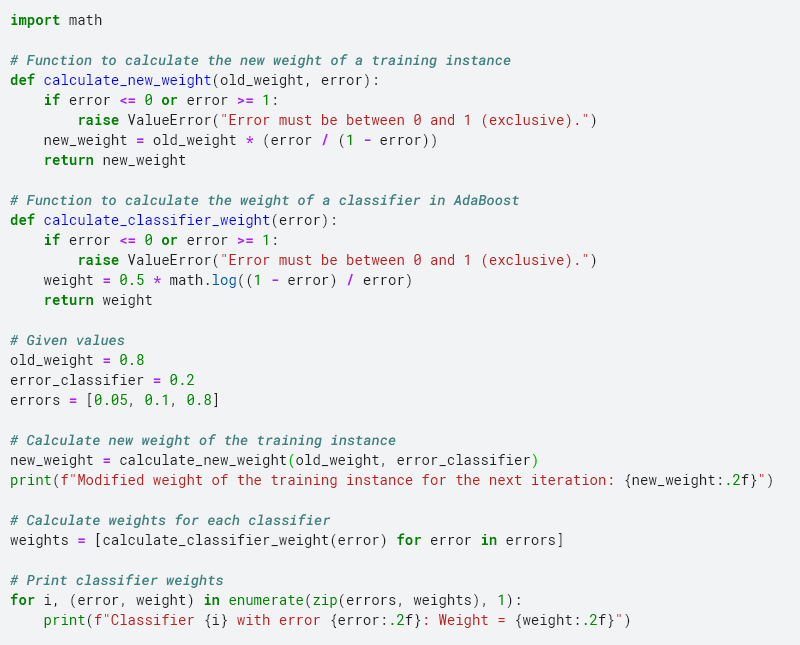 import math
# Function to calculate the new weight of a training instance
def calculate_new_weight(old_weight, error):
    if error <= 0 or error >= 1:
        raise ValueError("Error must be between 0 and 1 (exclusive).")
    new_weight = old_weight * (error / (1 - error))
    return new_weight
# Function to calculate the weight of a classifier in AdaBoost
def calculate_classifier_weight(error):
    if error <= 0 or error >= 1:
        raise ValueError("Error must be between 0 and 1 (exclusive).")
    weight = 0.5 * math.log((1 - error) / error)
    return weight
# Given values
old_weight = 0.8
error_classifier = 0.2
errors = [0.05, 0.1, 0.8]
# Calculate new weight of the training instance
new_weight = calculate_new_weight(old_weight, error_classifier)
print(f"Modified weight of the training instance for the next iteration: {new_weight:.2f}")
# Calculate weights for each classifier
weights = [calculate_classifier_weight(error) for error in errors]
# Print classifier weights
for i, (error, weight) in enumerate(zip(errors, weights), 1):
    print(f"Classifier {i} with error {error:.2f}: Weight = {weight:.2f}")